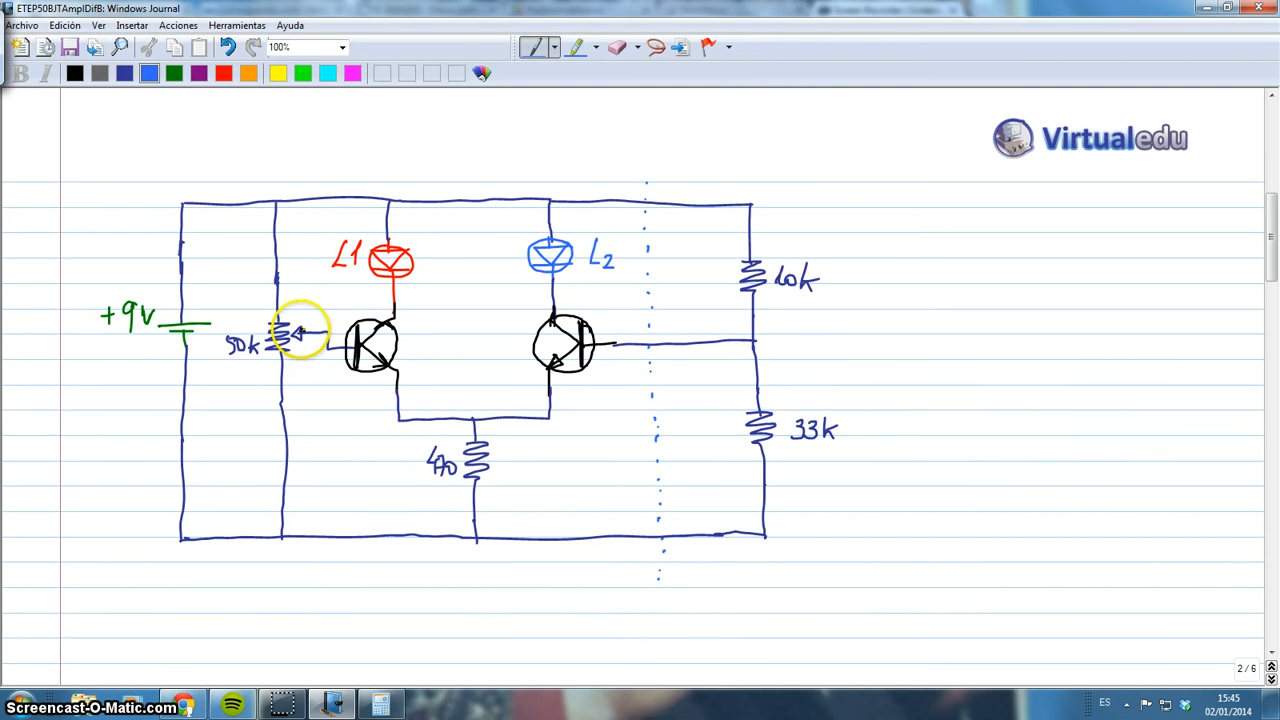 ETEP50BJTAmplDifB: Windows Journal
Archivo Edición Ver Insertar Acciones Herramientas Ayuda
100%
B I
Virtualedu
L1
L2
10k
+9V
50k
33k
470
2 / 6
Screencast-O-Matic.com
ES
15:45
02/01/2014